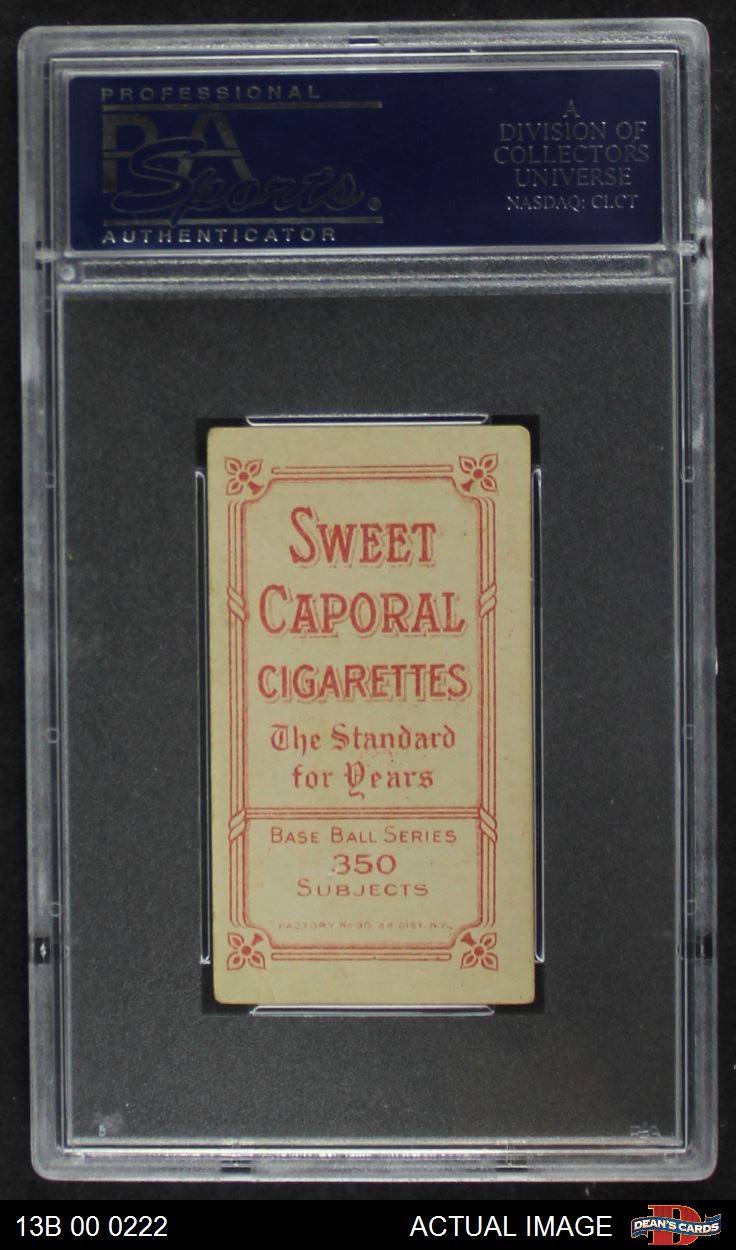 PROFESSIONAL
PSA
Sports®
AUTHENTICATOR
A
DIVISION OF
COLLECTORS
UNIVERSE
NASDAQ: CLCT
SWEET
CAPORAL
CIGARETTES
The Standard
for Years
BASE BALL SERIES
350
SUBJECTS
FACTORY No 30, 2d DIST. N.Y.
PSA
13B 00 0222
ACTUAL IMAGE
DEAN'S CARDS